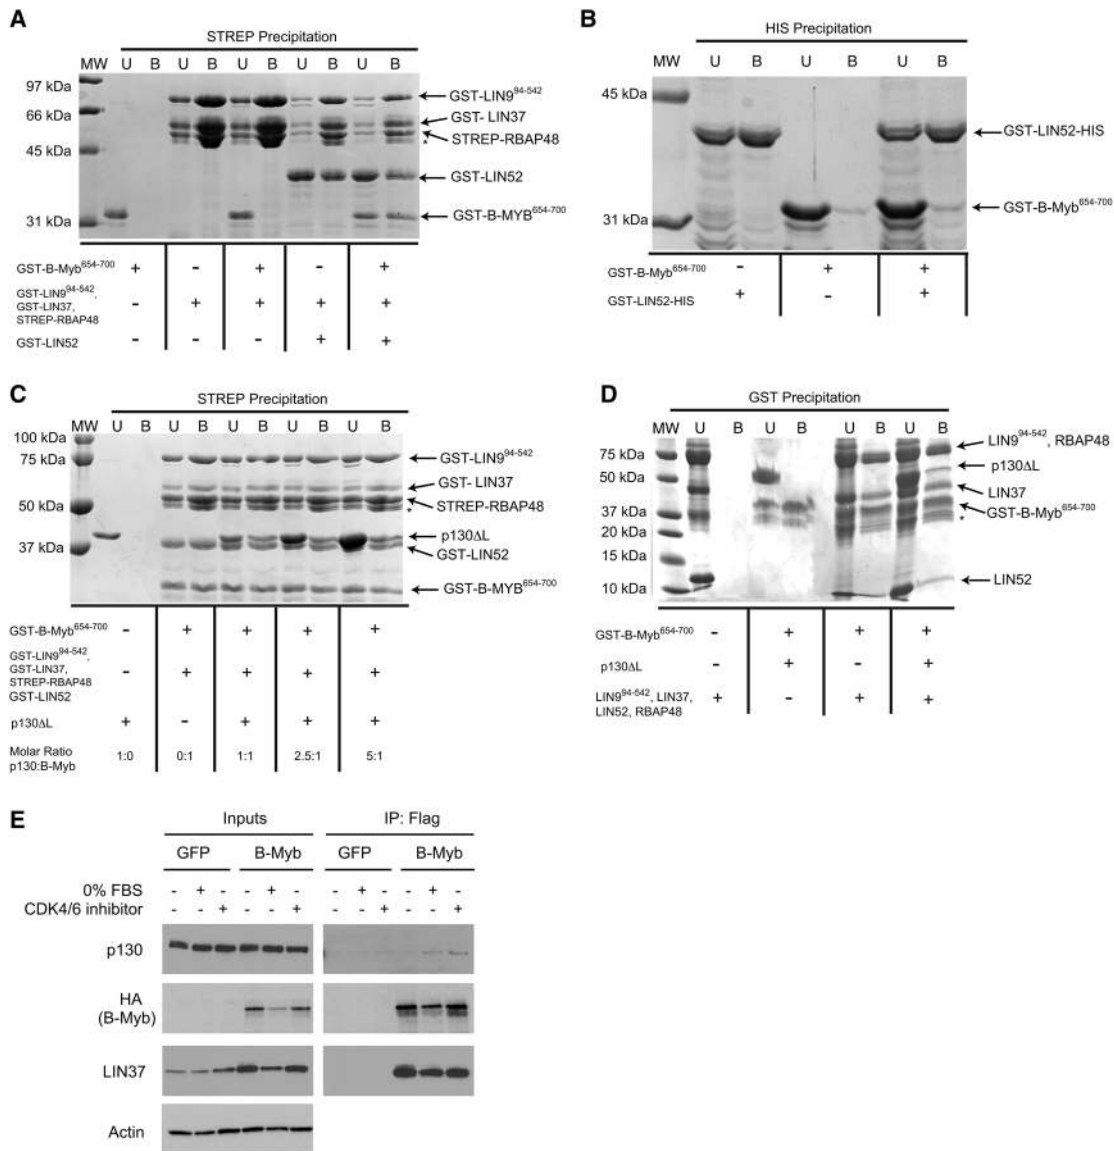 A
STREP Precipitation
MW U B U B U B U B U B
97 kDa
66 kDa
45 kDa
31 kDa
GST-LIN9^94-542
GST- LIN37
STREP-RBAP48
*
GST-LIN52
GST-B-MYB^654-700
GST-B-Myb^654-700 + - + - +
GST-LIN9^94-542,
GST-LIN37, - + + + +
STREP-RBAP48
GST-LIN52 - - - + +
B
HIS Precipitation
MW U B U B U B
45 kDa
31 kDa
GST-LIN52-HIS
GST-B-Myb^654-700
GST-B-Myb^654-700 - + +
GST-LIN52-HIS + - +
C
STREP Precipitation
MW U B U B U B U B U B
100 kDa
75 kDa
50 kDa
37 kDa
GST-LIN9^94-542
GST- LIN37
STREP-RBAP48
*
p130ΔL
GST-LIN52
GST-B-MYB^654-700
GST-B-Myb^654-700 - + + + +
GST-LIN9^94-542,
GST-LIN37, - + + + +
STREP-RBAP48
GST-LIN52
p130ΔL + - + + +
Molar Ratio 1:0 0:1 1:1 2.5:1 5:1
p130:B-Myb
D
GST Precipitation
MW U B U B U B U B
75 kDa
50 kDa
37 kDa
20 kDa
15 kDa
10 kDa
LIN9^94-542, RBAP48
p130ΔL
LIN37
GST-B-Myb^654-700
*
LIN52
GST-B-Myb^654-700 - + + +
p130ΔL - + - +
LIN9^94-542, LIN37, + - + +
LIN52, RBAP48
E
Inputs IP: Flag
GFP B-Myb GFP B-Myb
0% FBS - + - - + - - + - - + -
CDK4/6 inhibitor - - + - - + - - + - - +
p130
HA
(B-Myb)
LIN37
Actin